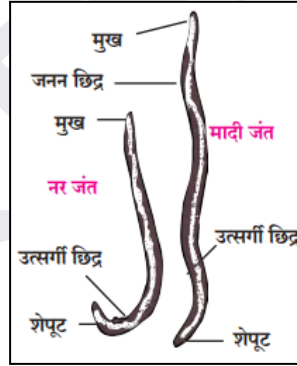 मुख
जनन छिद्र
मुख
मादी जंत
नर जंत
उत्सर्गी छिद्र
उत्सर्गी छिद्र
शेपूट
शेपूट